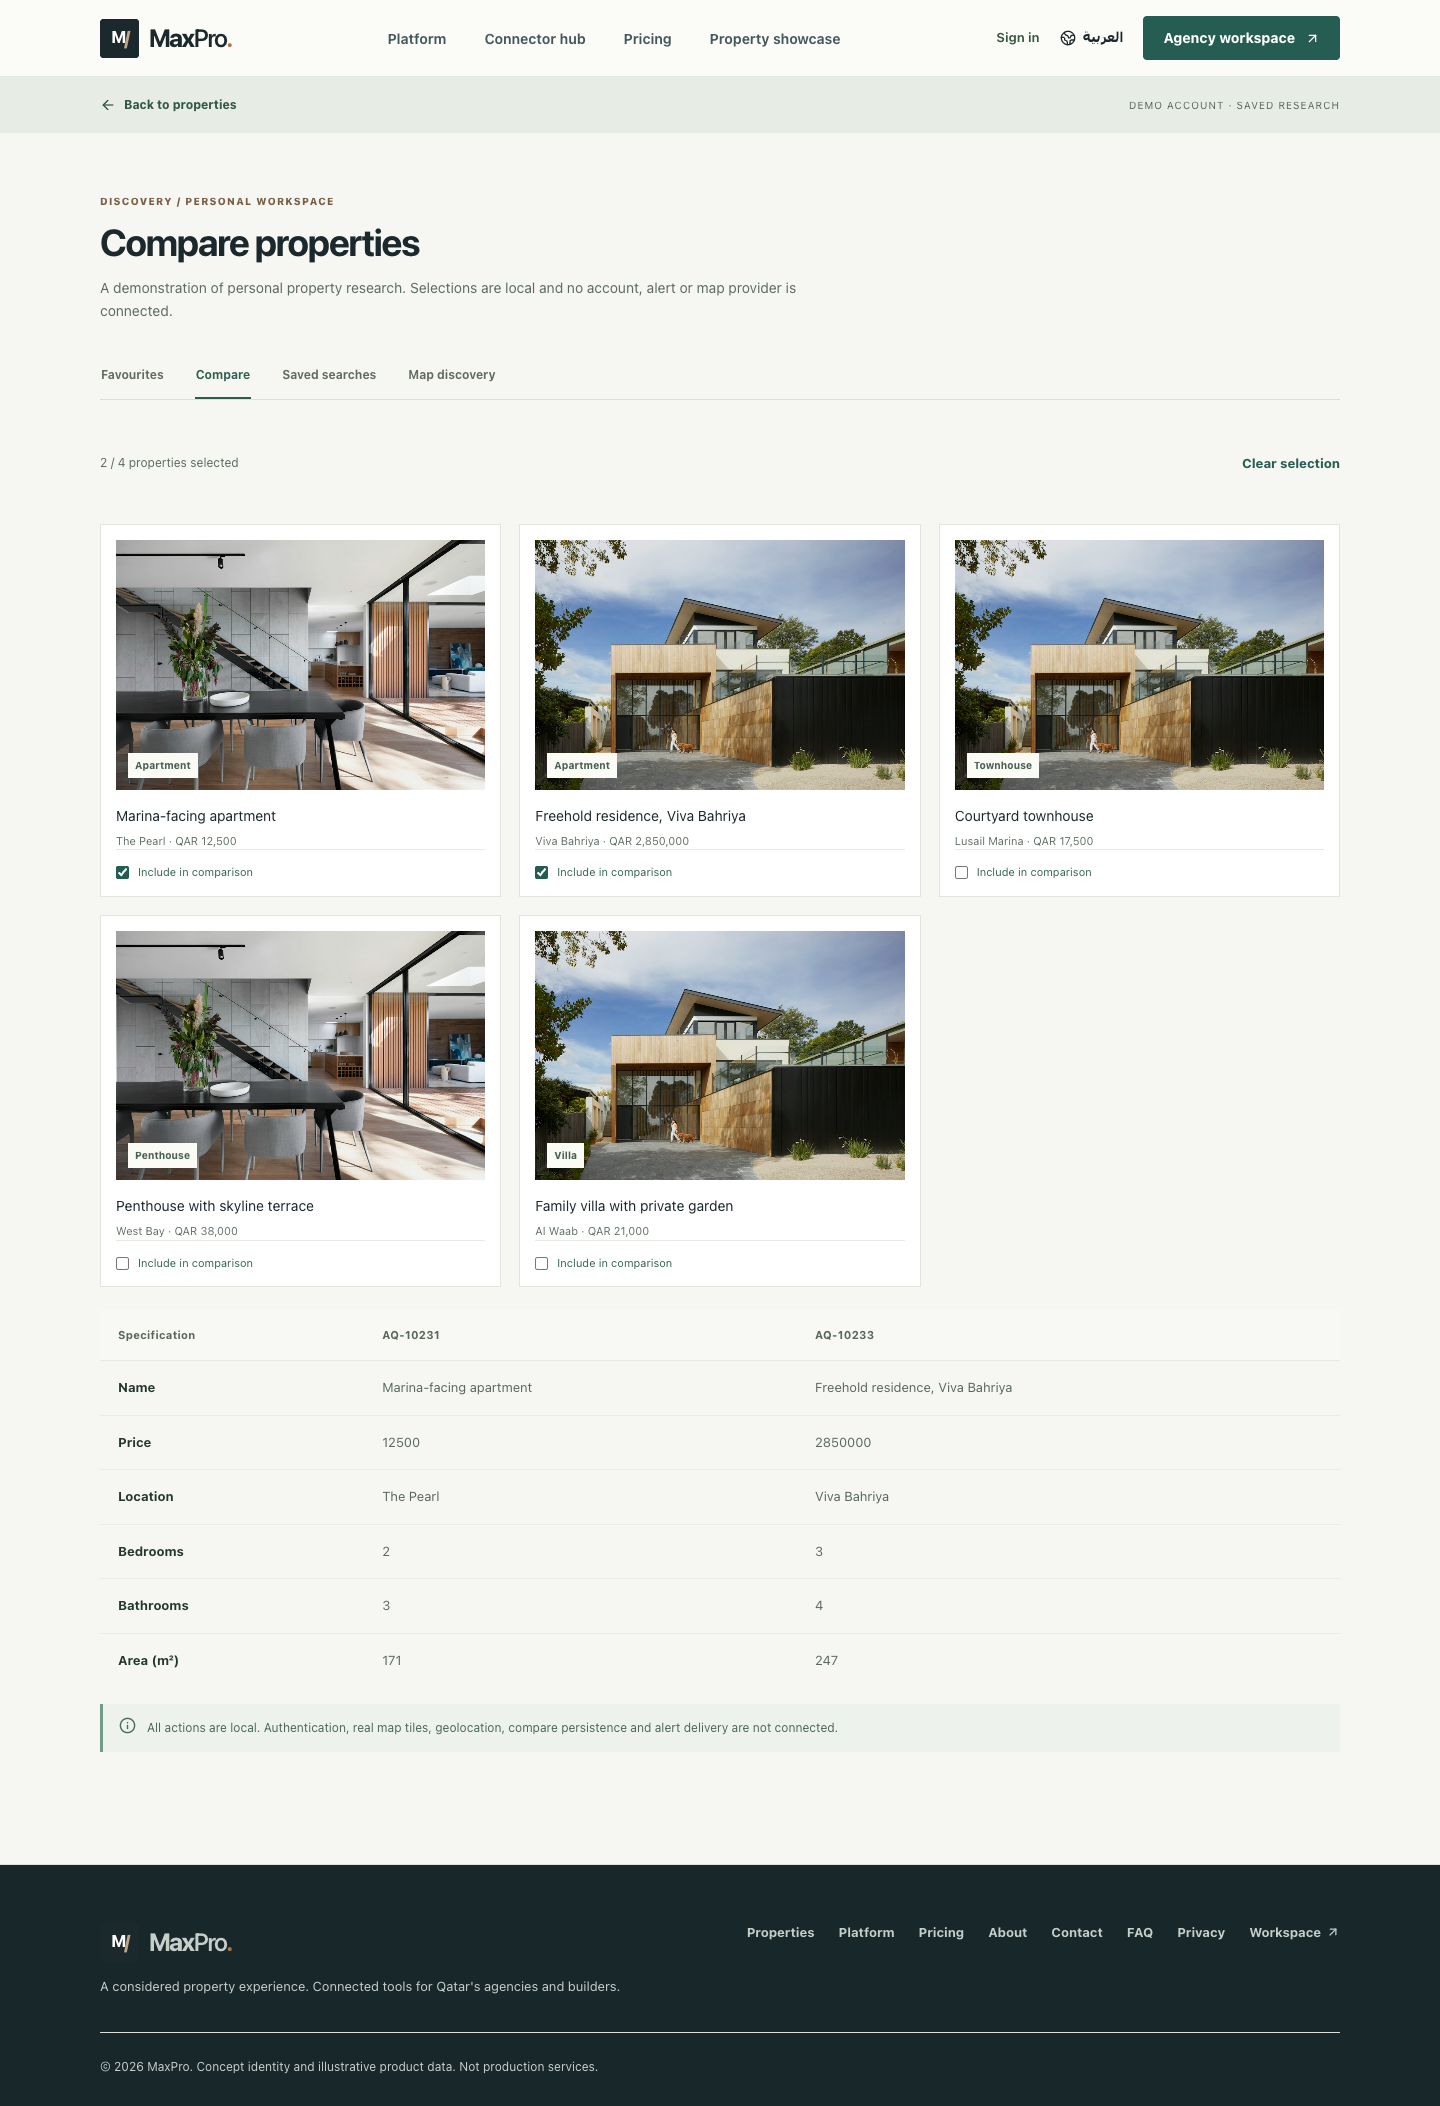 M/ MaxPro.
Platform
Connector hub
Pricing
Property showcase
Sign in
العربية
Agency workspace
Back to properties
DEMO ACCOUNT · SAVED RESEARCH
DISCOVERY / PERSONAL WORKSPACE
Compare properties
A demonstration of personal property research. Selections are local and no account, alert or map provider is
connected.
Favourites
Compare
Saved searches
Map discovery
2 / 4 properties selected
Clear selection
Apartment
Marina-facing apartment
The Pearl · QAR 12,500
Include in comparison
Apartment
Freehold residence, Viva Bahriya
Viva Bahriya · QAR 2,850,000
Include in comparison
Townhouse
Courtyard townhouse
Lusail Marina · QAR 17,500
Include in comparison
Penthouse
Penthouse with skyline terrace
West Bay · QAR 38,000
Include in comparison
Villa
Family villa with private garden
Al Waab · QAR 21,000
Include in comparison
Specification AQ-10231 AQ-10233
Name Marina-facing apartment Freehold residence, Viva Bahriya
Price 12500 2850000
Location The Pearl Viva Bahriya
Bedrooms 2 3
Bathrooms 3 4
Area (m²) 171 247
All actions are local. Authentication, real map tiles, geolocation, compare persistence and alert delivery are not connected.
M/ MaxPro.
Properties
Platform
Pricing
About
Contact
FAQ
Privacy
Workspace
A considered property experience. Connected tools for Qatar's agencies and builders.
© 2026 MaxPro. Concept identity and illustrative product data. Not production services.